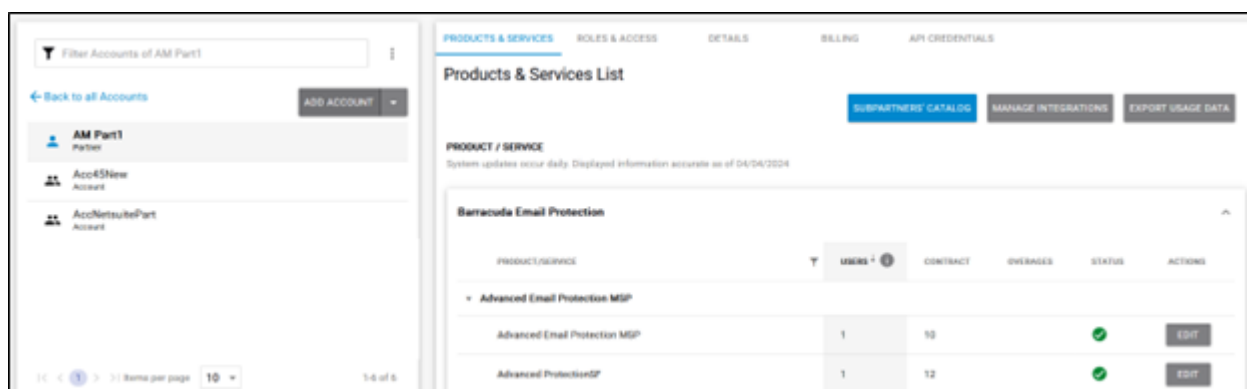 Filter Accounts of AM Part1
Back to all Accounts
ADD ACCOUNT
AM Part1
Partner
Acc45New
Account
AccNetsuitePart
Account
Items per page 10
1-6 of 6
PRODUCTS & SERVICES ROLES & ACCESS DETAILS BILLING API CREDENTIALS
Products & Services List
SUBPARTNERS' CATALOG MANAGE INTEGRATIONS EXPORT USAGE DATA
PRODUCT / SERVICE
System updates occur daily. Displayed information accurate as of 04/04/2024
Barracuda Email Protection
PRODUCT/SERVICE USERS CONTRACT OVERAGES STATUS ACTIONS
Advanced Email Protection MSP
Advanced Email Protection MSP 1 10 EDIT
Advanced ProtectionSF 1 12 EDIT